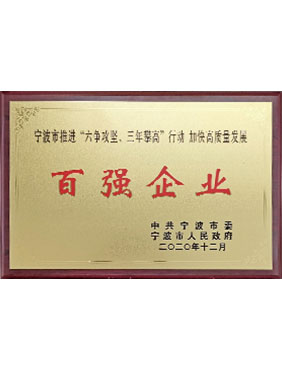 宁波市推进“六争攻坚、三年攀高”行动 加快高质量发展
百强企业
中共宁波市委
宁波市人民政府
二〇二〇年十二月